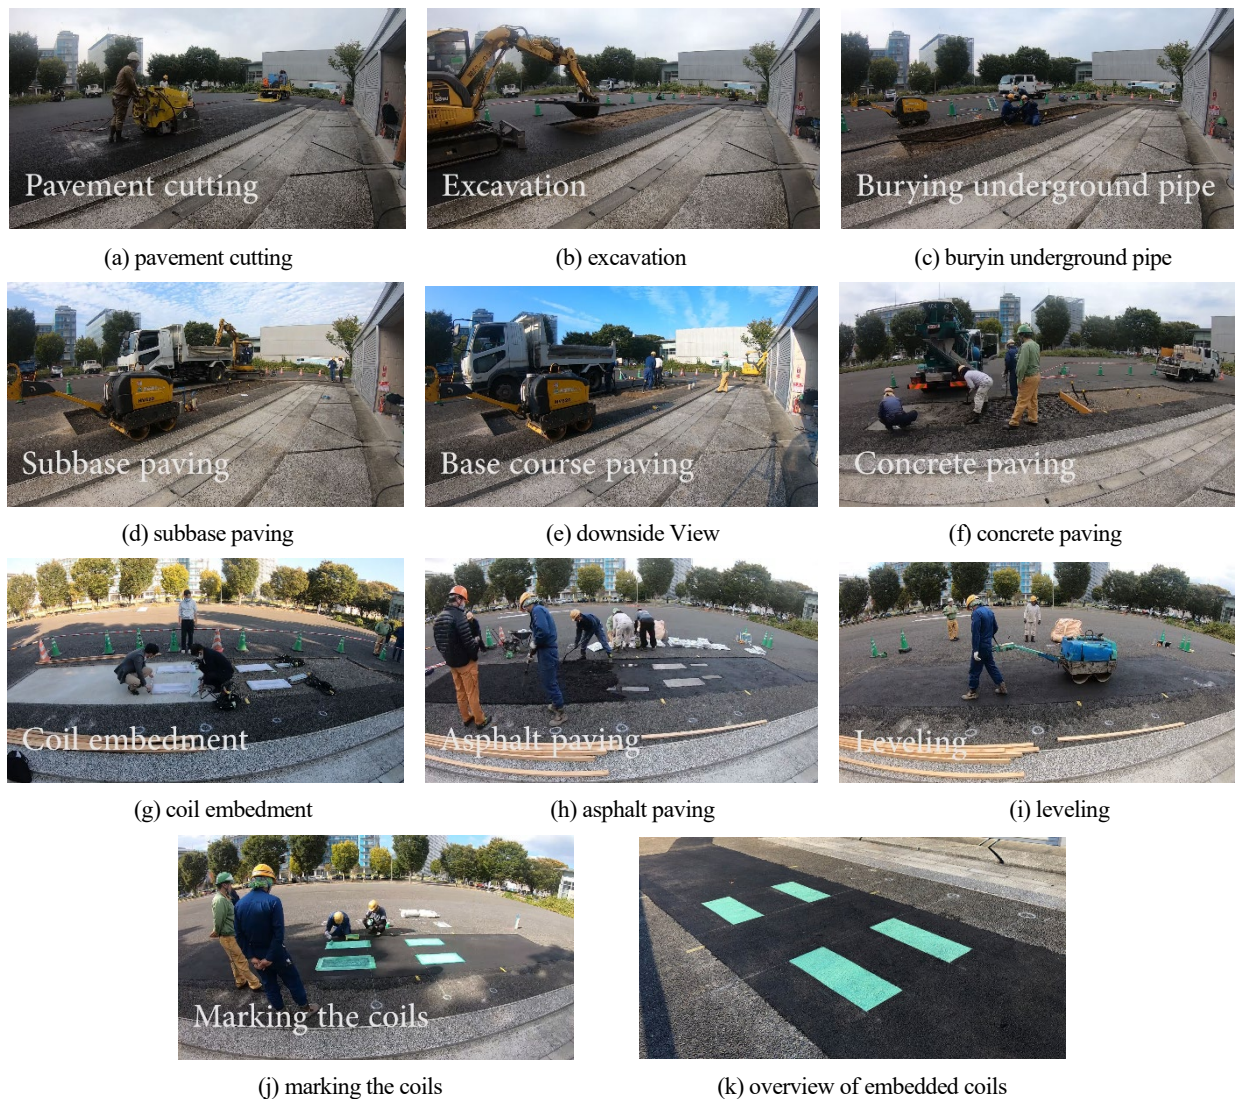 Pavement cutting
Excavation
Burying underground pipe
(a) pavement cutting
(b) excavation
(c) buryin underground pipe
Subbase paving
Base course paving
Concrete paving
(d) subbase paving
(e) downside View
(f) concrete paving
Coil embedment
Asphalt paving
Leveling
(g) coil embedment
(h) asphalt paving
(i) leveling
Marking the coils
(j) marking the coils
(k) overview of embedded coils